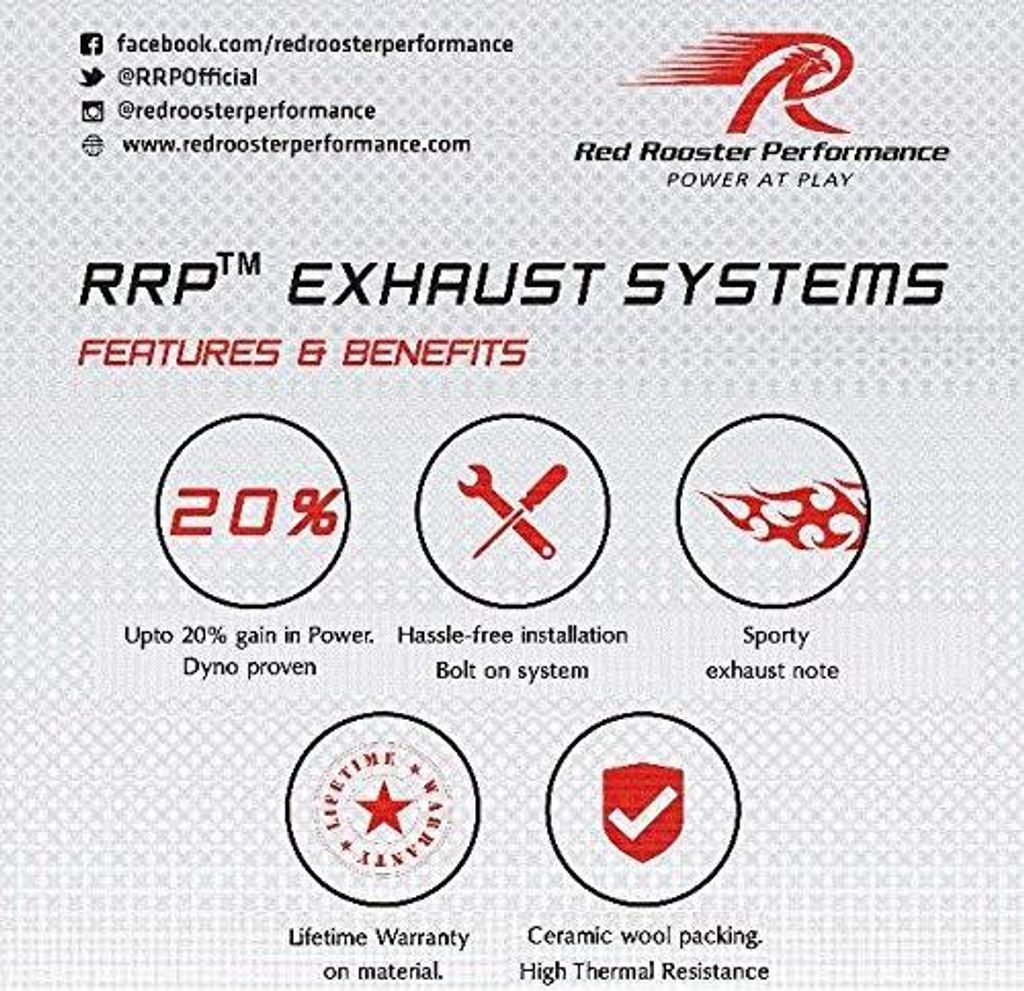 facebook.com/redroosterperformance
@RRPOfficial
@redroosterperformance
www.redroosterperformance.com
Red Rooster Performance
POWER AT PLAY
RRP™ EXHAUST SYSTEMS
FEATURES & BENEFITS
20%
Upto 20% gain in Power.
Dyno proven
Hassle-free installation
Bolt on system
Sporty
exhaust note
LIFETIME WARRANTY
Lifetime Warranty
on material.
Ceramic wool packing.
High Thermal Resistance